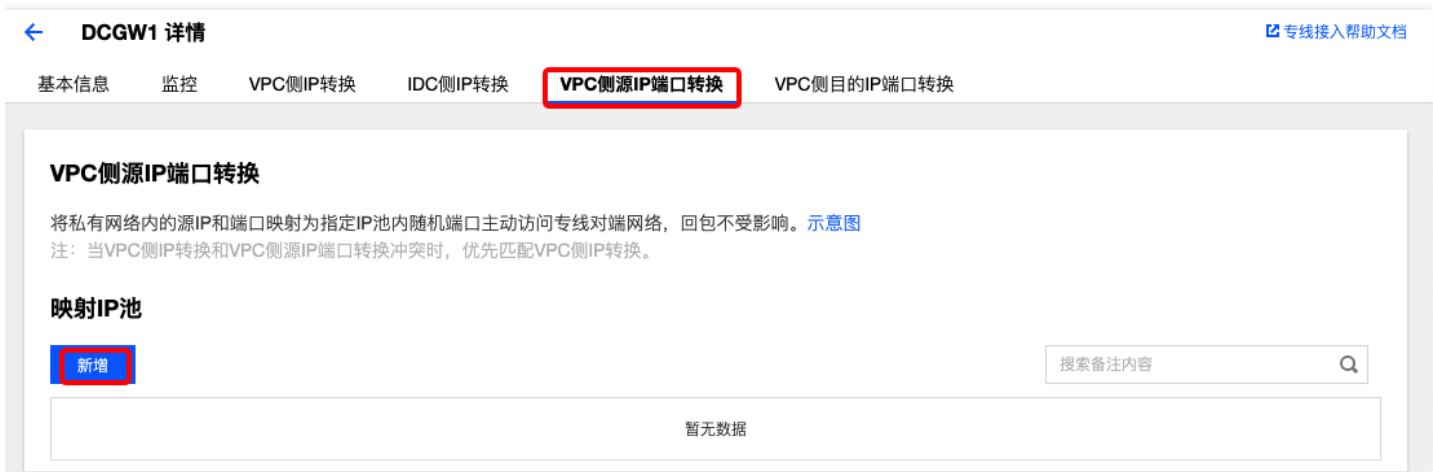 DCGW1 详情
专线接入帮助文档
基本信息 监控 VPC侧IP转换 IDC侧IP转换 VPC侧源IP端口转换 VPC侧目的IP端口转换
VPC侧源IP端口转换
将私有网络内的源IP和端口映射为指定IP池内随机端口主动访问专线对端网络，回包不受影响。示意图
注：当VPC侧IP转换和VPC侧源IP端口转换冲突时，优先匹配VPC侧IP转换。
映射IP池
新增 搜索备注内容
暂无数据